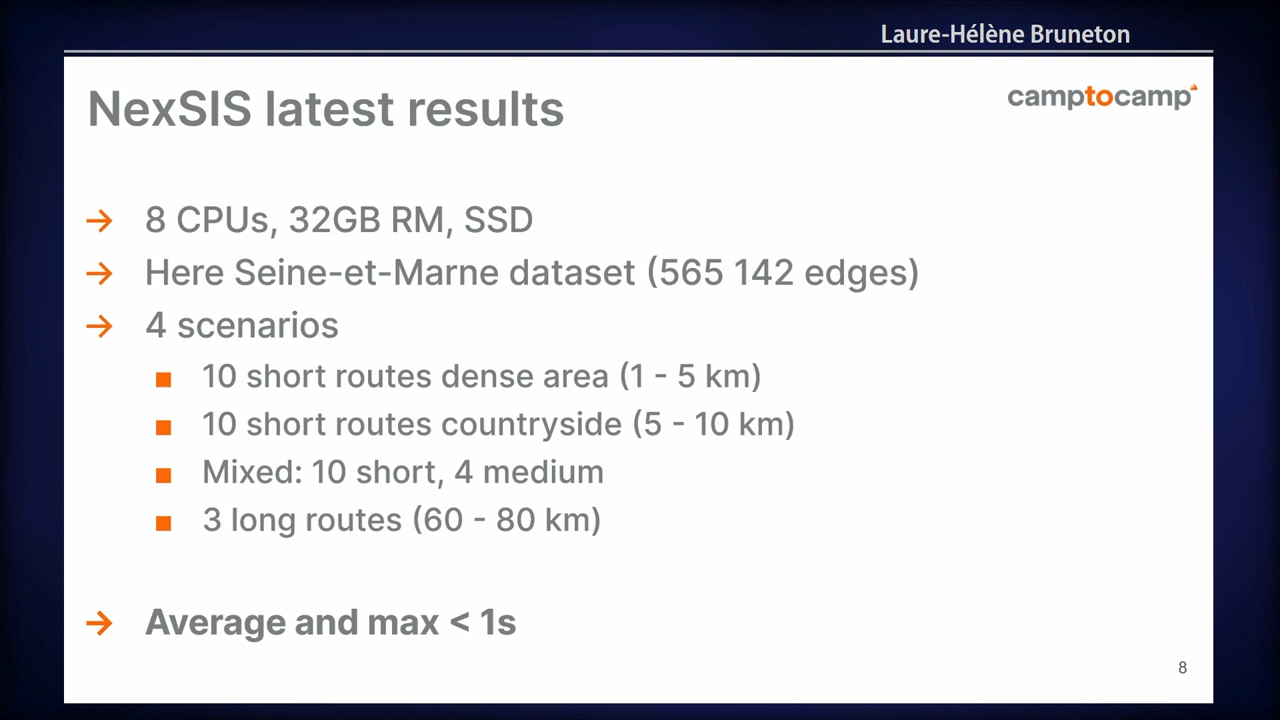 Laure-Hélène Bruneton
NexSIS latest results
camptocamp
→ 8 CPUs, 32GB RM, SSD
→ Here Seine-et-Marne dataset (565 142 edges)
→ 4 scenarios
■ 10 short routes dense area (1 - 5 km)
■ 10 short routes countryside (5 - 10 km)
■ Mixed: 10 short, 4 medium
■ 3 long routes (60 - 80 km)
→ Average and max < 1s
8